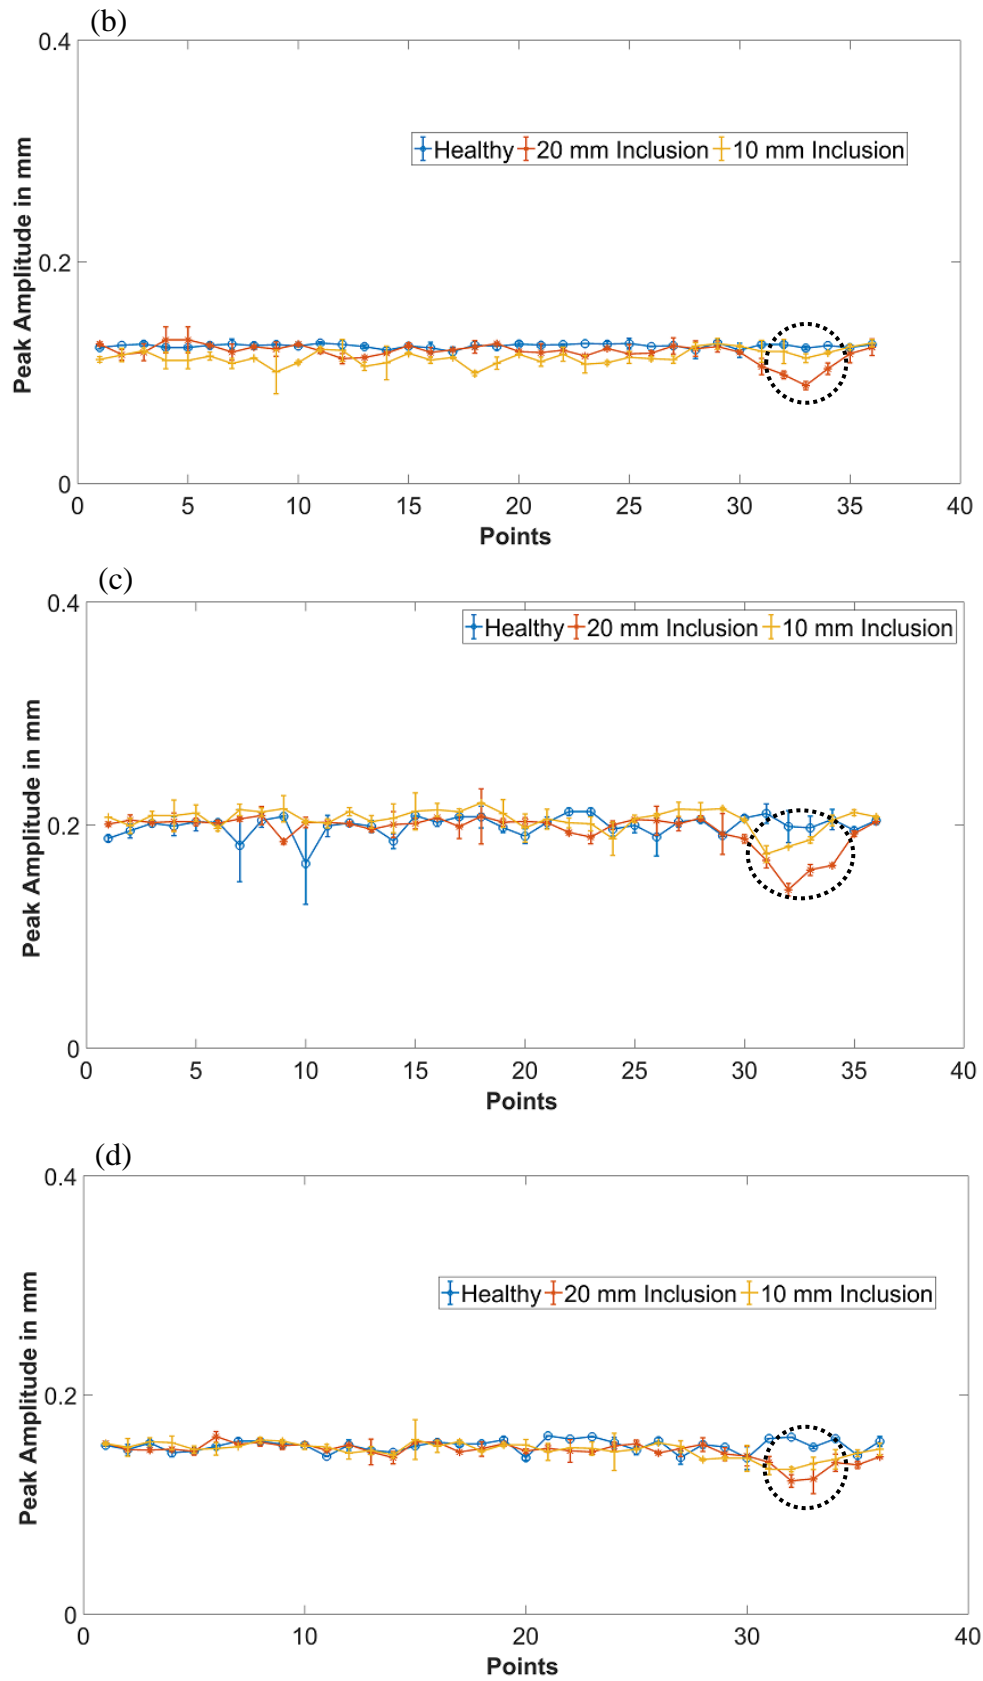 (b)
0.4
Healthy 20 mm Inclusion 10 mm Inclusion
Peak Amplitude in mm
0.2
0
0 5 10 15 20 25 30 35 40
Points
(c)
0.4
Healthy 20 mm Inclusion 10 mm Inclusion
Peak Amplitude in mm
0.2
0
0 5 10 15 20 25 30 35 40
Points
(d)
0.4
Healthy 20 mm Inclusion 10 mm Inclusion
Peak Amplitude in mm
0.2
0
0 10 20 30 40
Points